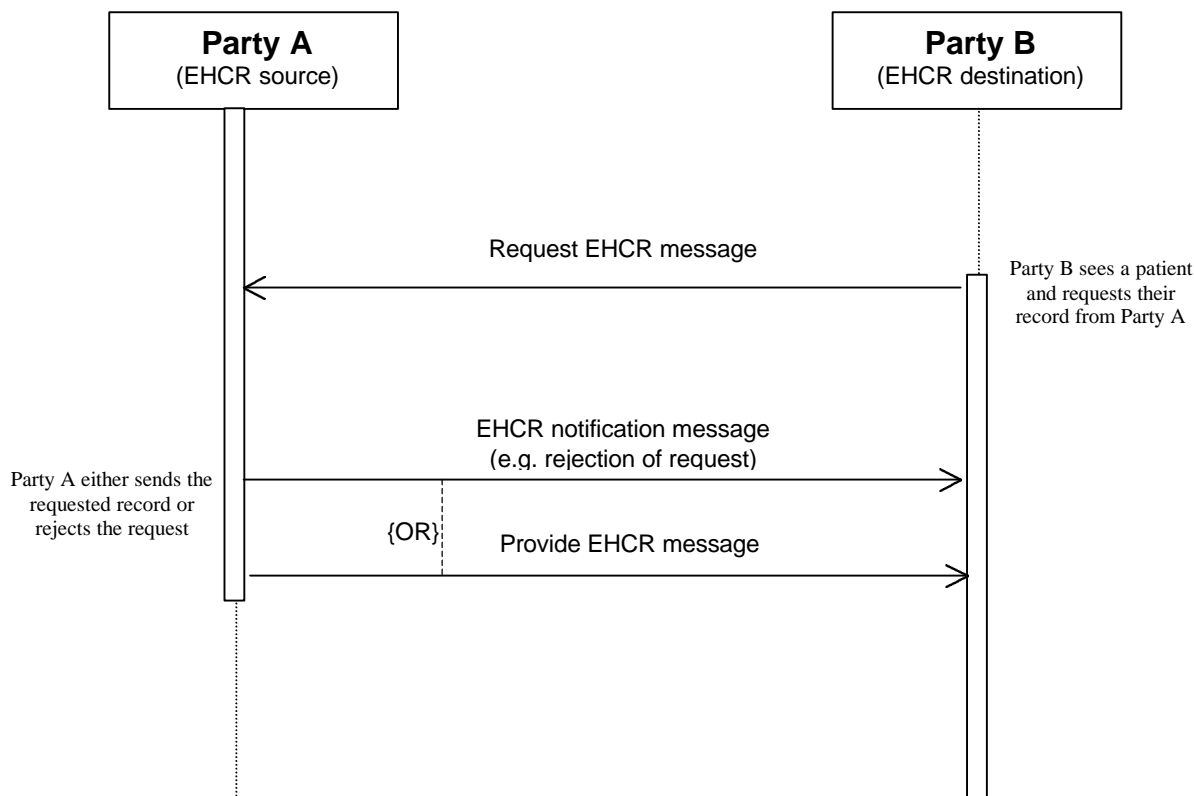 Party A
(EHCR source)
Party B
(EHCR destination)
Request EHCR message
Party B sees a patient
and requests their
record from Party A
EHCR notification message
(e.g. rejection of request)
Party A either sends the
requested record or
rejects the request
{OR}
Provide EHCR message